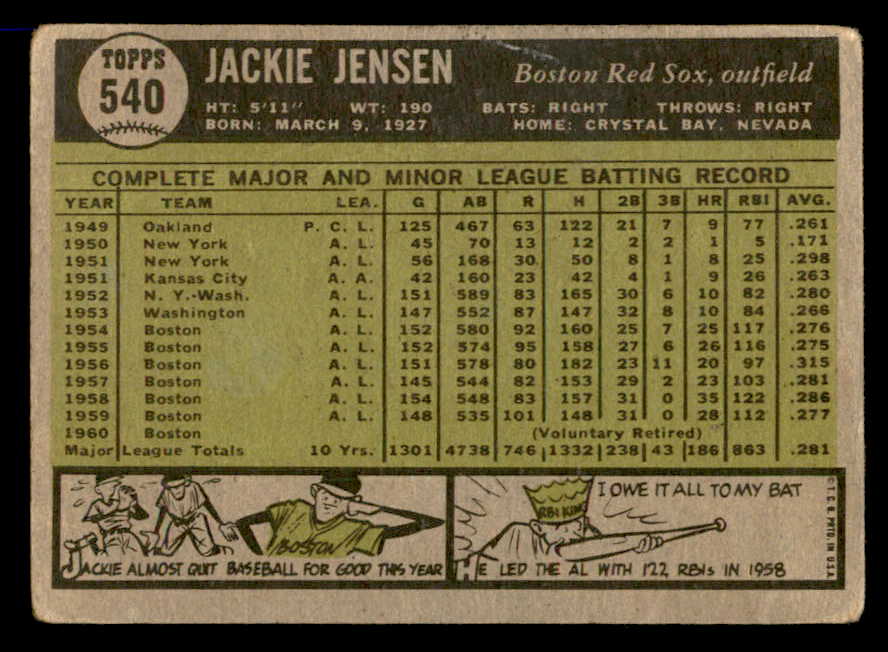 TOPPS
540
JACKIE JENSEN
Boston Red Sox, outfield
HT: 5'11" WT: 190 BATS: RIGHT THROWS: RIGHT
BORN: MARCH 9, 1927 HOME: CRYSTAL BAY, NEVADA
COMPLETE MAJOR AND MINOR LEAGUE BATTING RECORD
YEAR TEAM LEA. G AB R H 2B 3B HR RBI AVG.
1949 Oakland P. C. L. 125 467 63 122 21 7 9 77 .261
1950 New York A. L. 45 70 13 12 2 2 1 5 .171
1951 New York A. L. 56 168 30 50 8 1 8 25 .298
1951 Kansas City A. A. 42 160 23 42 4 1 9 26 .263
1952 N. Y.-Wash. A. L. 151 589 83 165 30 6 10 82 .280
1953 Washington A. L. 147 552 87 147 32 8 10 84 .266
1954 Boston A. L. 152 580 92 160 25 7 25 117 .276
1955 Boston A. L. 152 574 95 158 27 6 26 116 .275
1956 Boston A. L. 151 578 80 182 23 11 20 97 .315
1957 Boston A. L. 145 544 82 153 29 2 23 103 .281
1958 Boston A. L. 154 548 83 157 31 0 35 122 .286
1959 Boston A. L. 148 535 101 148 31 0 28 112 .277
1960 Boston (Voluntary Retired)
Major League Totals 10 Yrs. 1301 4738 746 1332 238 43 186 863 .281
BOSTON
JACKIE ALMOST QUIT BASEBALL FOR GOOD THIS YEAR
RBI KING
I OWE IT ALL TO MY BAT
HE LED THE AL WITH 122 RBIs IN 1958
© T. C. G. PRTD. IN U.S.A.